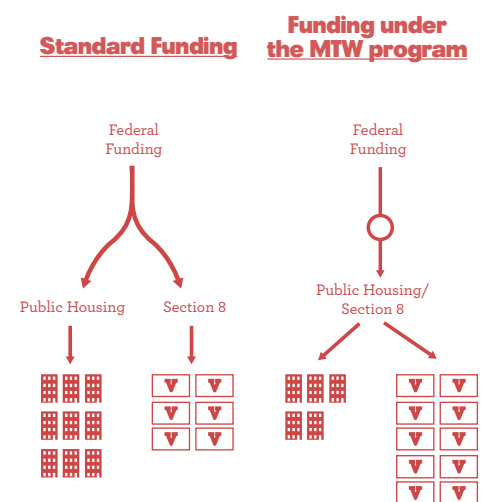 Standard Funding
Funding under
the MTW program
Federal
Funding
Federal
Funding
Public Housing
Section 8
Public Housing/
Section 8
V V
V V
V V
V V
V V
V V
V V
V V